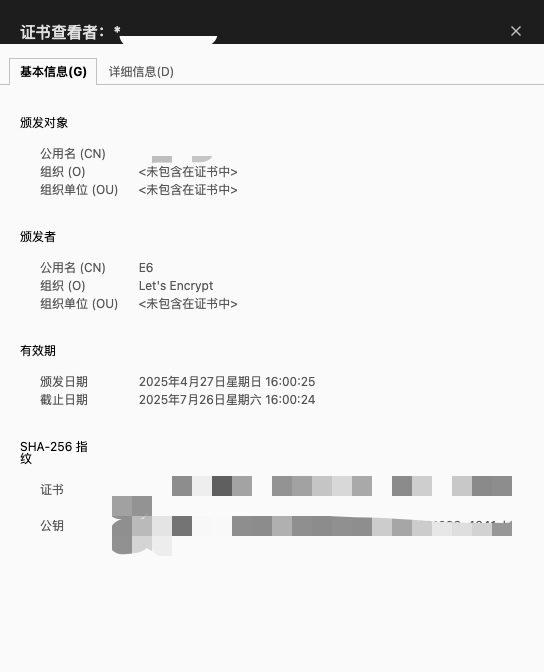 证书查看者：*
基本信息(G) 详细信息(D)
颁发对象
公用名 (CN)
组织 (O) <未包含在证书中>
组织单位 (OU) <未包含在证书中>
颁发者
公用名 (CN) E6
组织 (O) Let's Encrypt
组织单位 (OU) <未包含在证书中>
有效期
颁发日期 2025年4月27日星期日 16:00:25
截止日期 2025年7月26日星期六 16:00:24
SHA-256 指
纹
证书
公钥